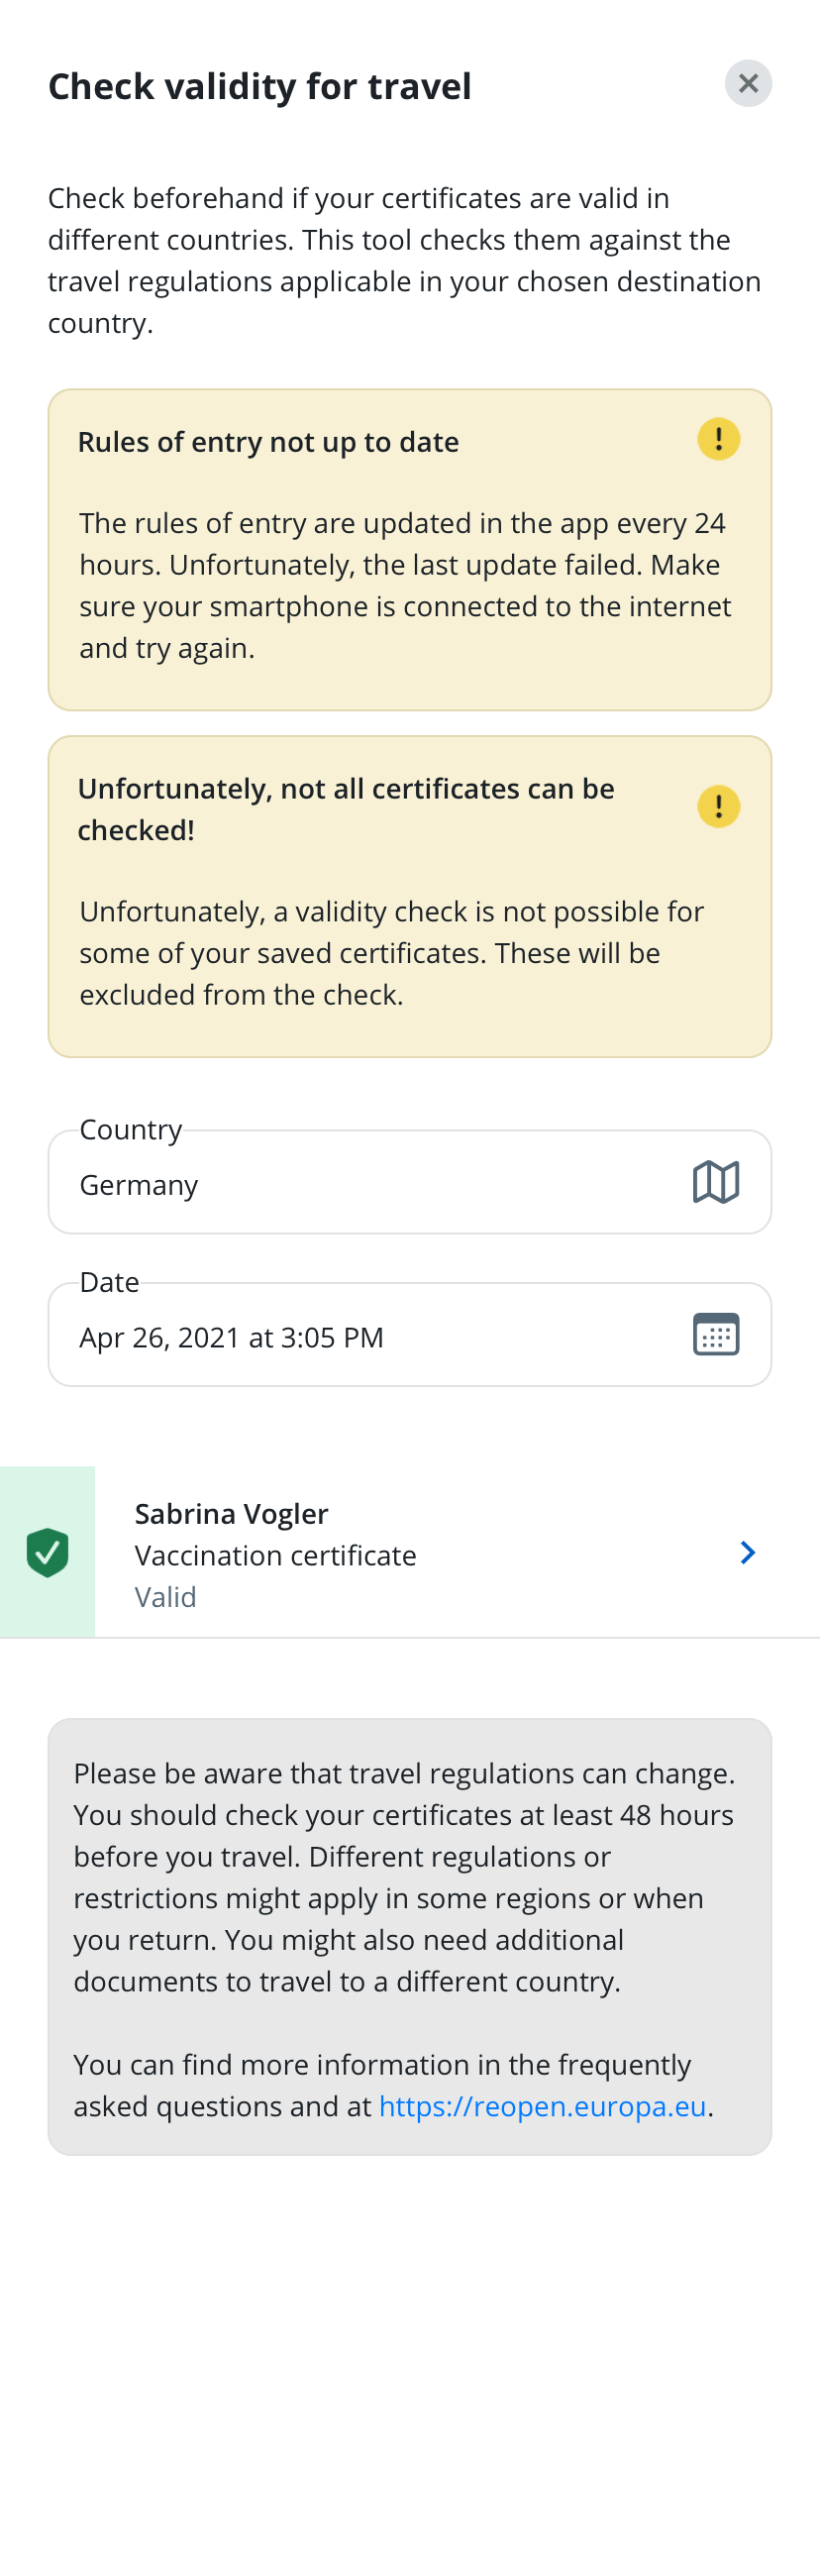 Check validity for travel
Check beforehand if your certificates are valid in
different countries. This tool checks them against the
travel regulations applicable in your chosen destination
country.
Rules of entry not up to date
The rules of entry are updated in the app every 24
hours. Unfortunately, the last update failed. Make
sure your smartphone is connected to the internet
and try again.
Unfortunately, not all certificates can be
checked!
Unfortunately, a validity check is not possible for
some of your saved certificates. These will be
excluded from the check.
Country
Germany
Date
Apr 26, 2021 at 3:05 PM
Sabrina Vogler
Vaccination certificate
Valid
Please be aware that travel regulations can change.
You should check your certificates at least 48 hours
before you travel. Different regulations or
restrictions might apply in some regions or when
you return. You might also need additional
documents to travel to a different country.
You can find more information in the frequently
asked questions and at https://reopen.europa.eu.